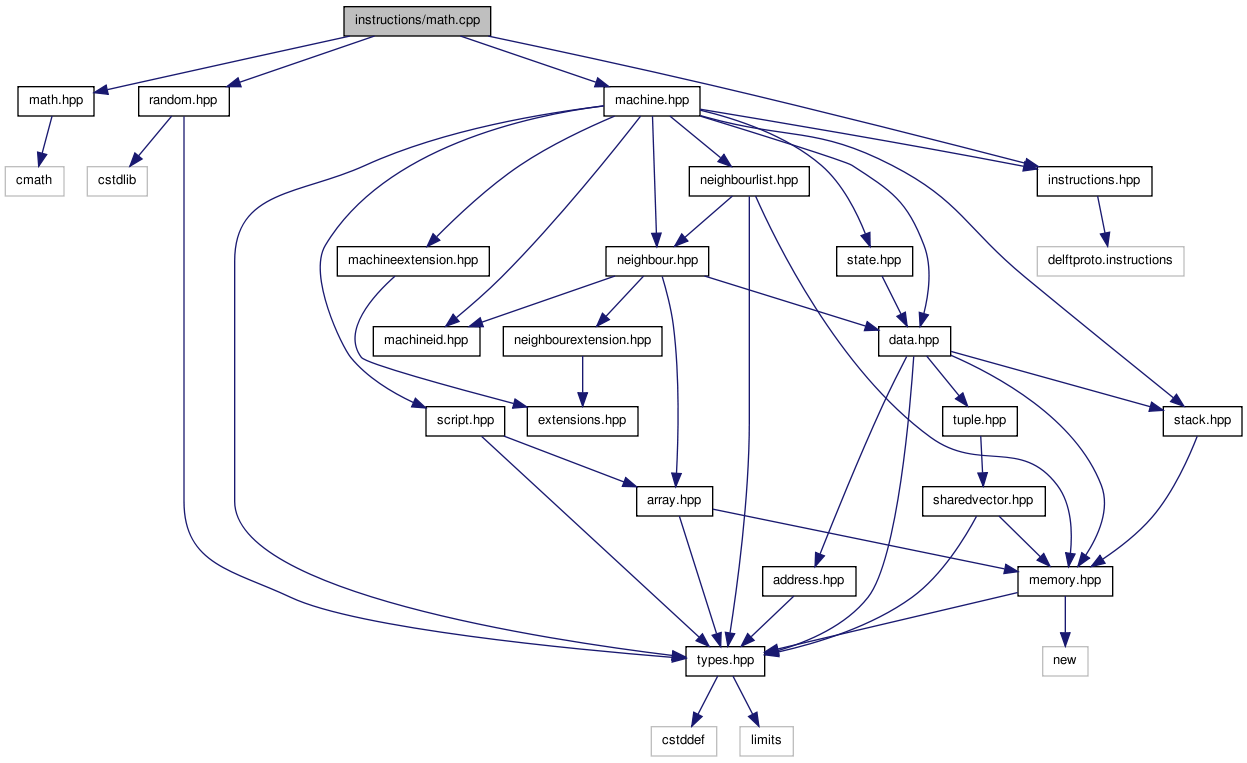 instructions/math.cpp
math.hpp
random.hpp
machine.hpp
cmath
cstdlib
neighbourlist.hpp
instructions.hpp
machineextension.hpp
neighbour.hpp
state.hpp
delftproto.instructions
machineid.hpp
neighbourextension.hpp
data.hpp
script.hpp
extensions.hpp
tuple.hpp
stack.hpp
array.hpp
sharedvector.hpp
address.hpp
memory.hpp
types.hpp
new
cstddef
limits